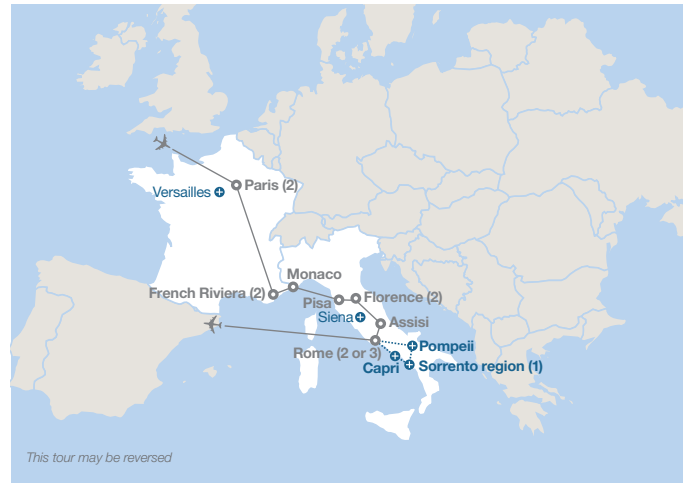 Versailles
Paris (2)
Monaco
French Riviera (2)
Pisa
Florence (2)
Siena
Assisi
Rome (2 or 3)
Pompeii
Capri
Sorrento region (1)
This tour may be reversed